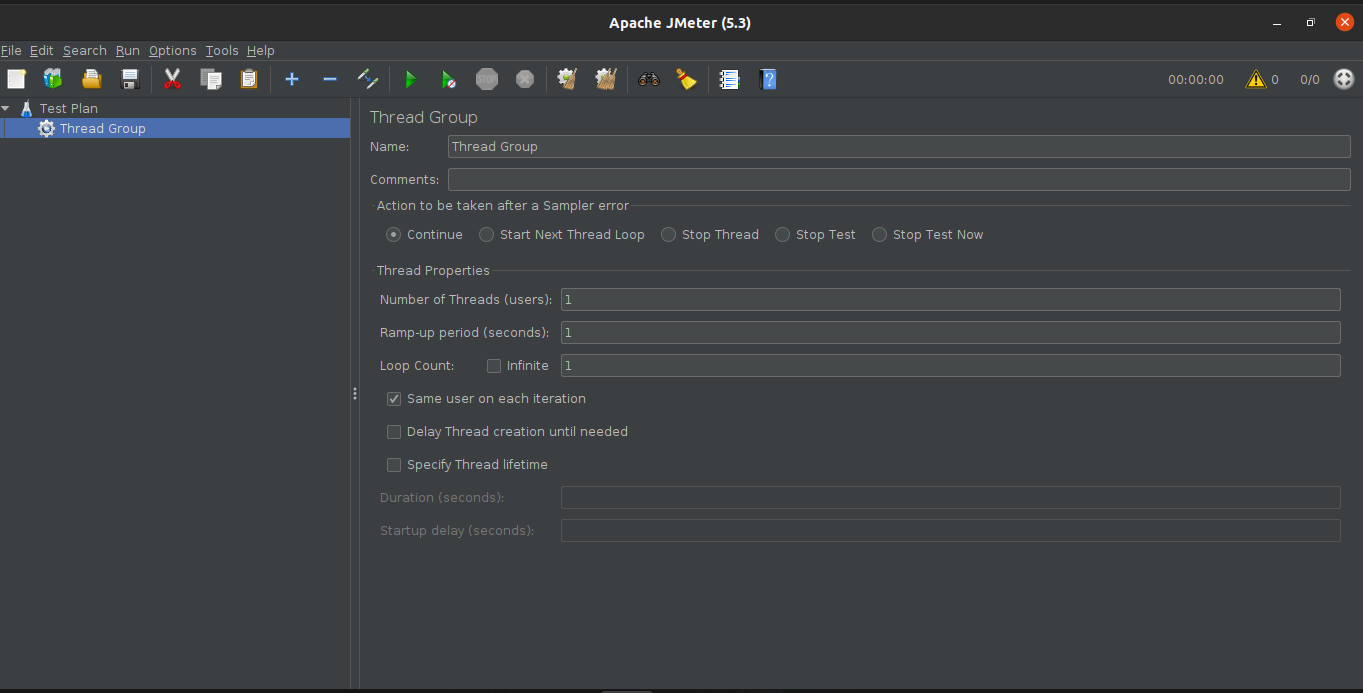 Apache JMeter (5.3)
File Edit Search Run Options Tools Help
STOP 00:00:00 0 0/0
Test Plan
Thread Group
Thread Group
Name: Thread Group
Comments:
Action to be taken after a Sampler error
Continue Start Next Thread Loop Stop Thread Stop Test Stop Test Now
Thread Properties
Number of Threads (users): 1
Ramp-up period (seconds): 1
Loop Count: Infinite 1
Same user on each iteration
Delay Thread creation until needed
Specify Thread lifetime
Duration (seconds):
Startup delay (seconds):